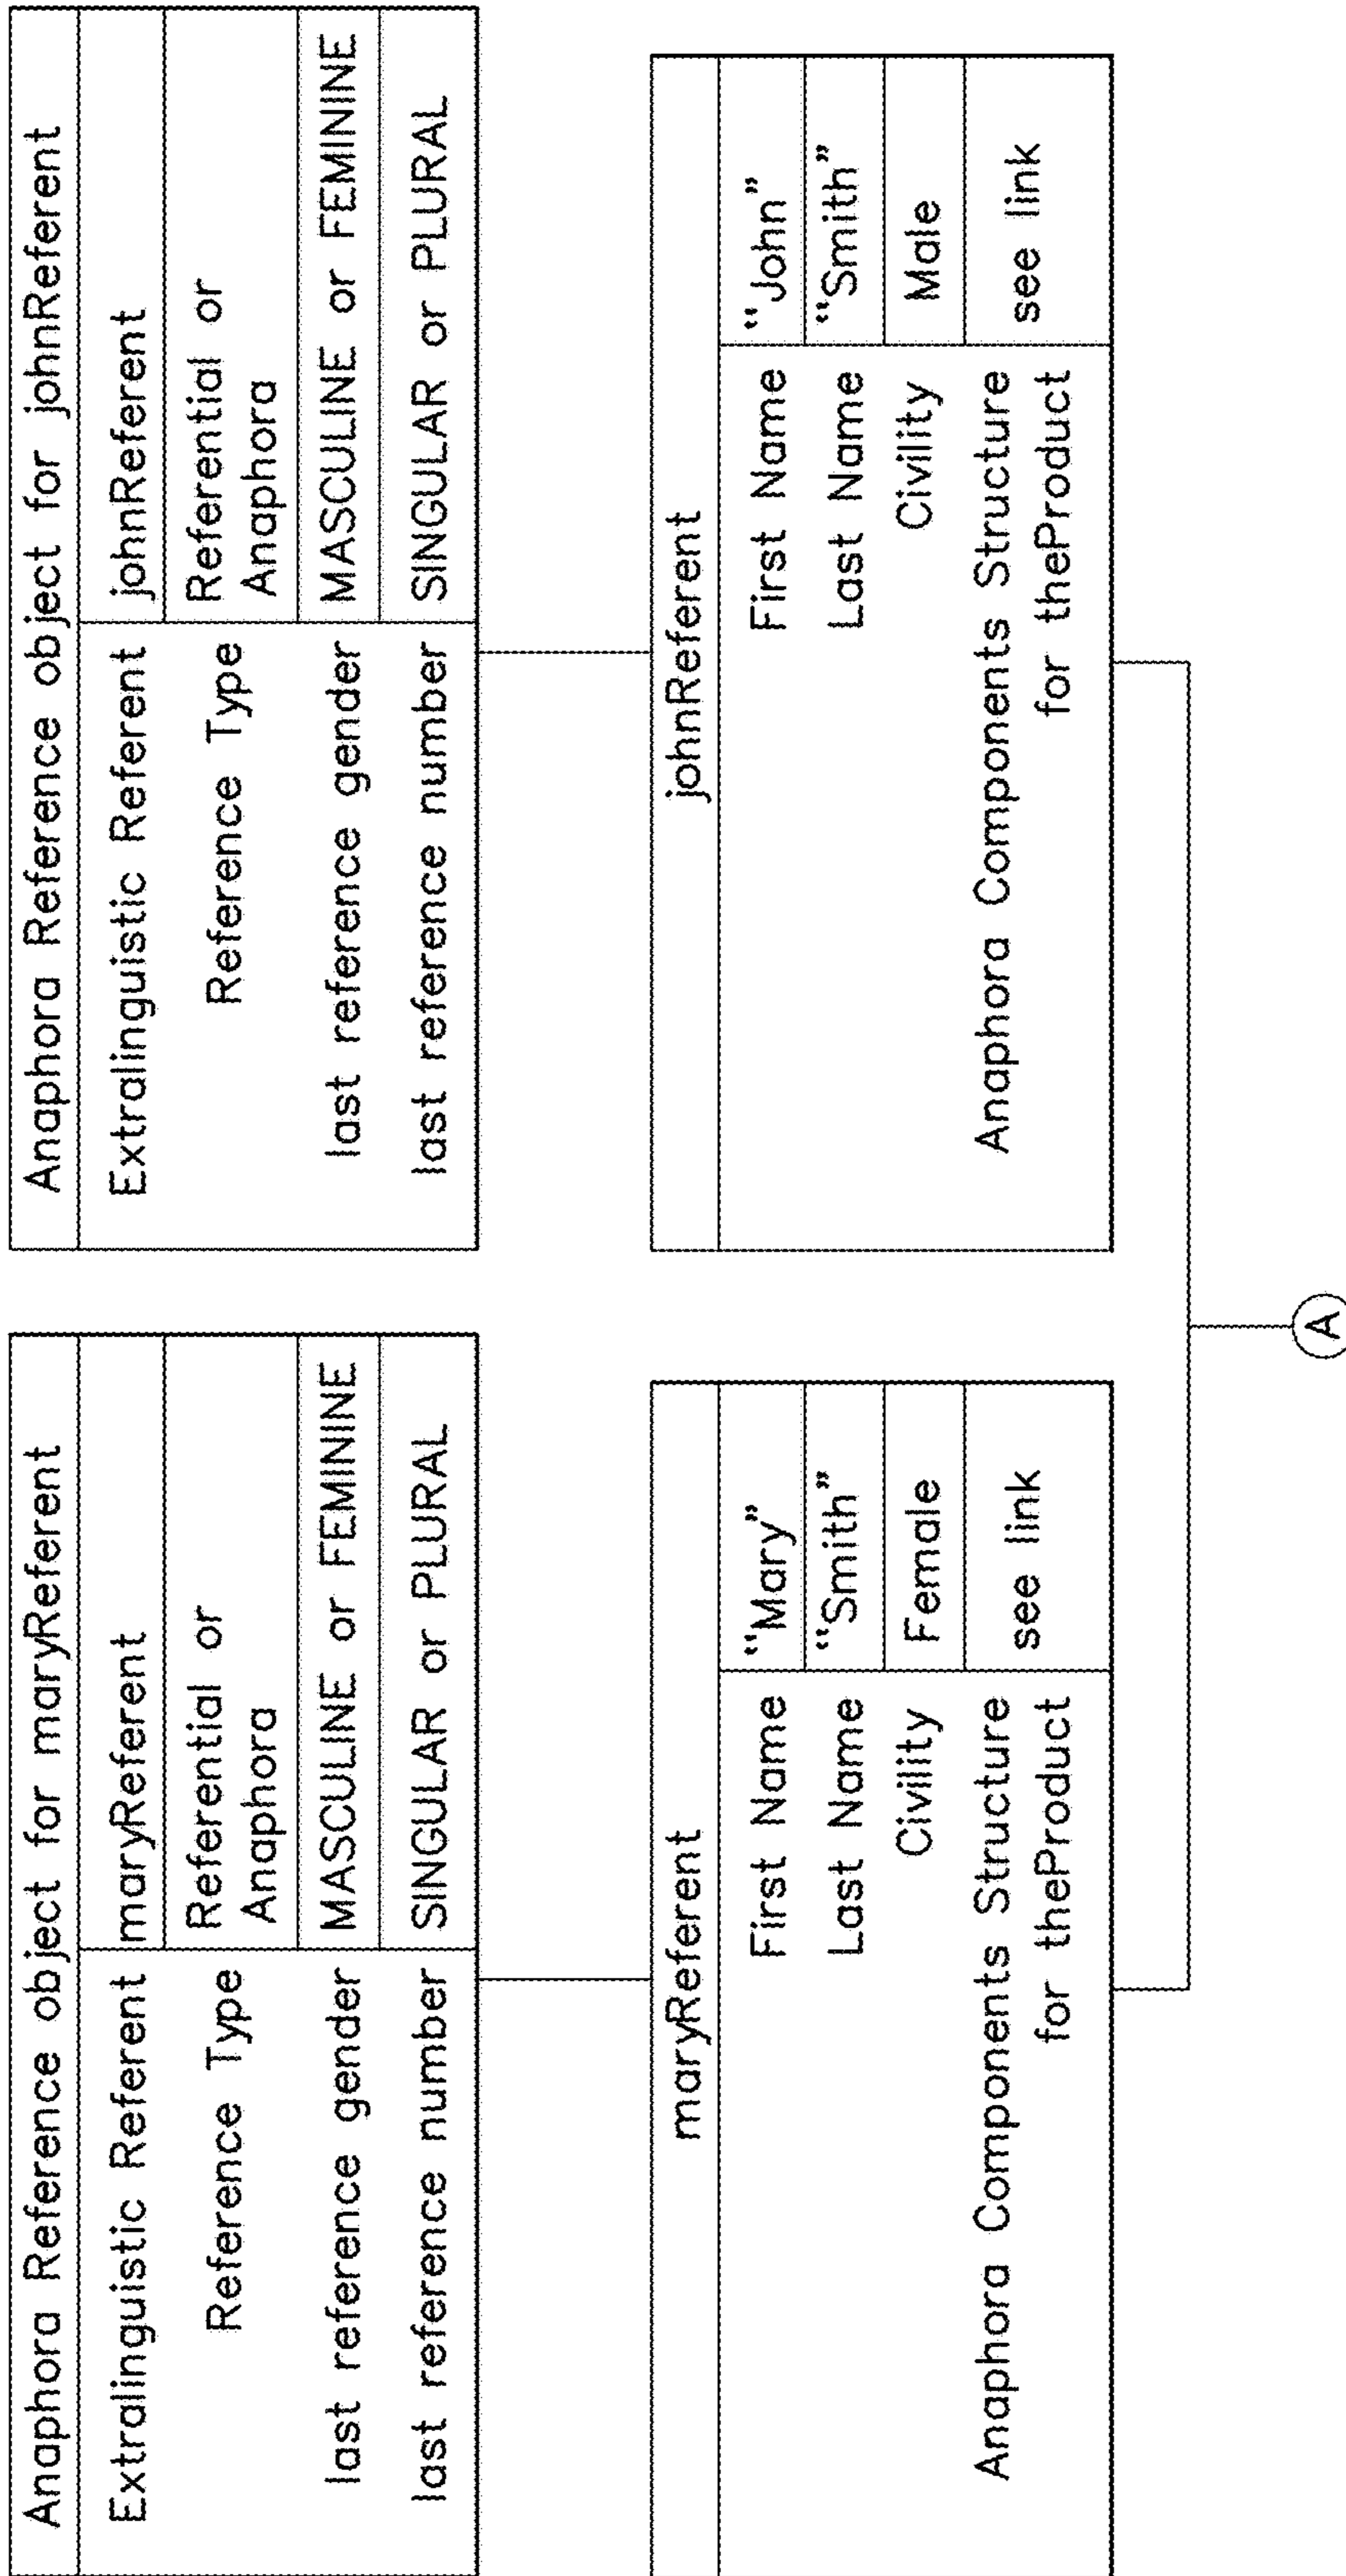 Anaphora Reference object for maryReferent
Extralinguistic Referent maryReferent
Reference Type Referential or
Anaphora
last reference gender MASCULINE or FEMININE
last reference number SINGULAR or PLURAL
Anaphora Reference object for johnReferent
Extralinguistic Referent johnReferent
Reference Type Referential or
Anaphora
last reference gender MASCULINE or FEMININE
last reference number SINGULAR or PLURAL
maryReferent
First Name “Mary”
Last Name “Smith”
Civility Female
Anaphora Components Structure see link
for theProduct
johnReferent
First Name “John”
Last Name “Smith”
Civility Male
Anaphora Components Structure see link
for theProduct
A